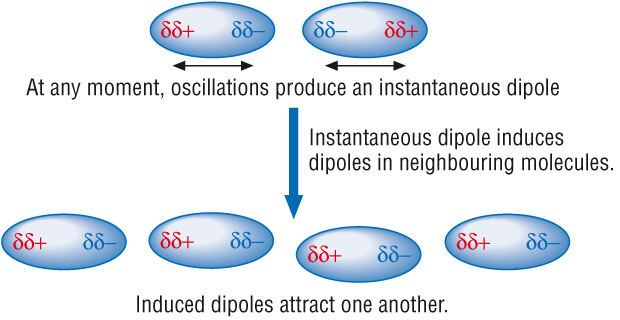 δδ+ δδ− δδ− δδ+
At any moment, oscillations produce an instantaneous dipole
Instantaneous dipole induces
dipoles in neighbouring molecules.
δδ+ δδ− δδ+ δδ− δδ+ δδ− δδ+ δδ−
Induced dipoles attract one another.